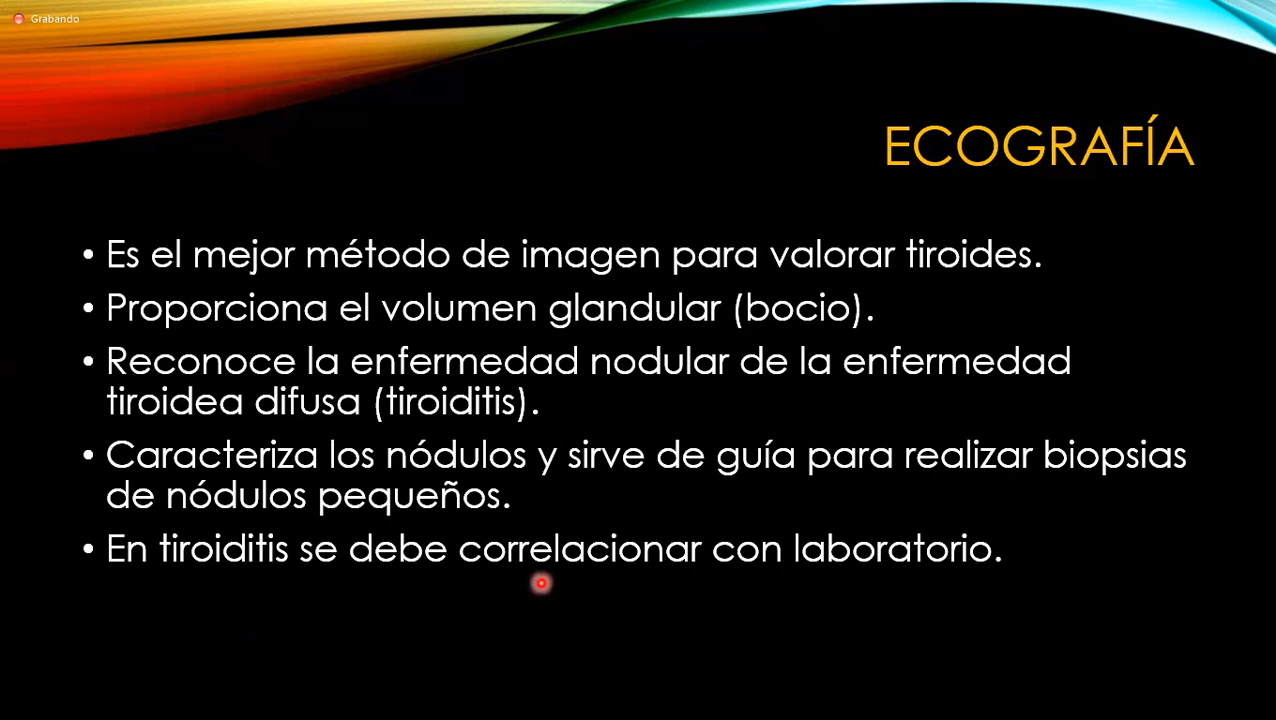 Grabando
ECOGRAFÍA
• Es el mejor método de imagen para valorar tiroides.
• Proporciona el volumen glandular (bocio).
• Reconoce la enfermedad nodular de la enfermedad
tiroidea difusa (tiroiditis).
• Caracteriza los nódulos y sirve de guía para realizar biopsias
de nódulos pequeños.
• En tiroiditis se debe correlacionar con laboratorio.